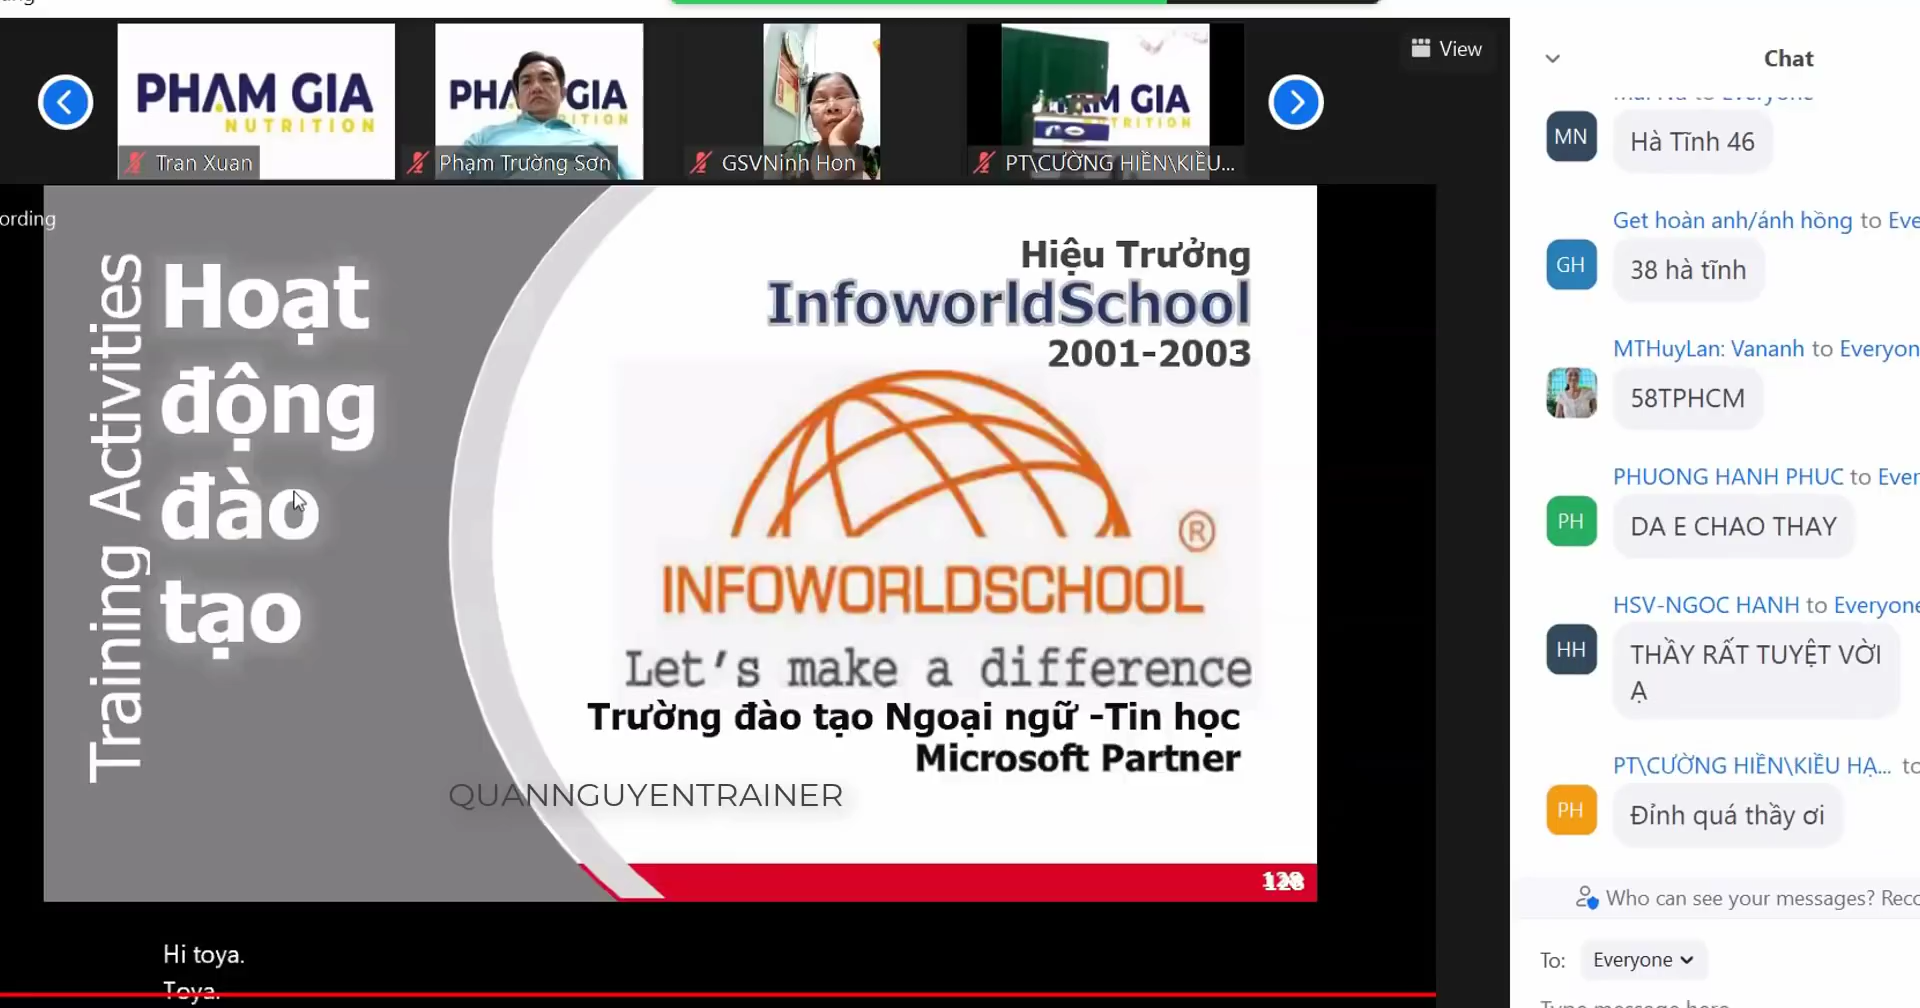 View
PHAM GIA
NUTRITION
Tran Xuan
Phạm Trường Sơn
GSVNinh Hon
PT\CƯỜNG HIỀN\KIỀU...
ording
Training Activities
Hoạt
động
đào
tạo
Hiệu Trưởng
InfoworldSchool
2001-2003
®
INFOWORLDSCHOOL
Let's make a difference
Trường đào tạo Ngoại ngữ -Tin học
Microsoft Partner
QUANNGUYENTRAINER
Hi toya.
Toya.
Chat
MN
Hà Tĩnh 46
Get hoàn anh/ánh hồng to Eve
GH
38 hà tĩnh
MTHuyLan: Vananh to Everyon
58TPHCM
PHUONG HANH PHUC to Ever
PH
DA E CHAO THAY
HSV-NGOC HANH to Everyone
HH
THẦY RẤT TUYỆT VỜI
Ạ
PT\CƯỜNG HIỀN\KIỀU HẠ... to
PH
Đỉnh quá thầy ơi
Who can see your messages? Reco
To: Everyone
Type message here